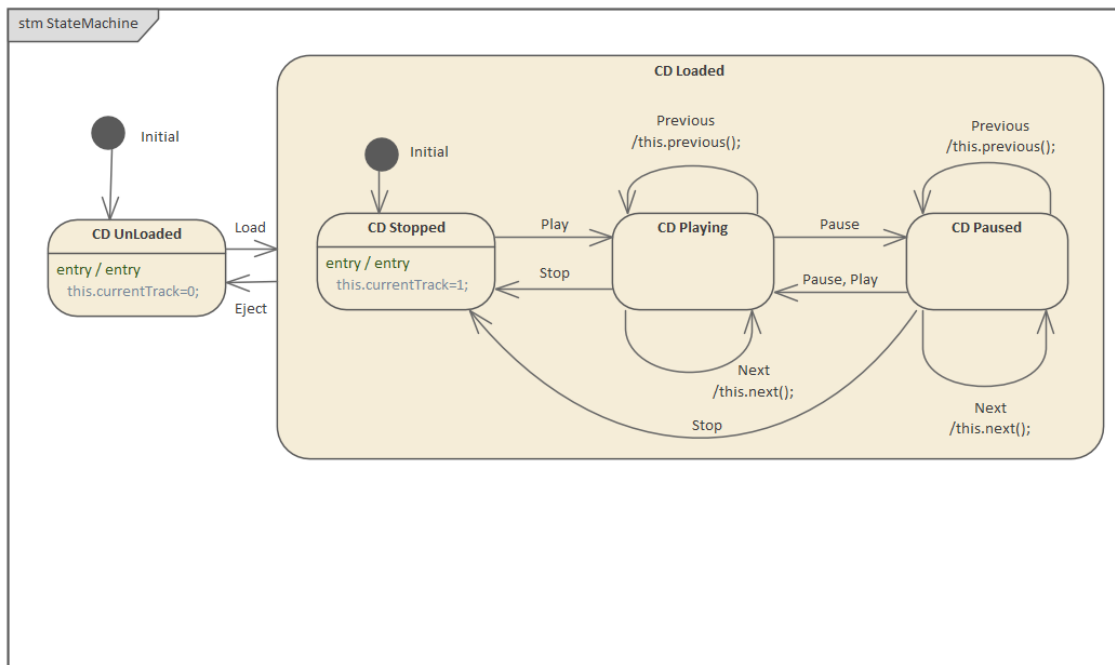 stm StateMachine
CD Loaded
Initial
Initial
Previous
/this.previous();
Previous
/this.previous();
CD UnLoaded
entry / entry
this.currentTrack=0;
Load
Eject
CD Stopped
entry / entry
this.currentTrack=1;
Play
Stop
CD Playing
Pause
Pause, Play
CD Paused
Next
/this.next();
Next
/this.next();
Stop